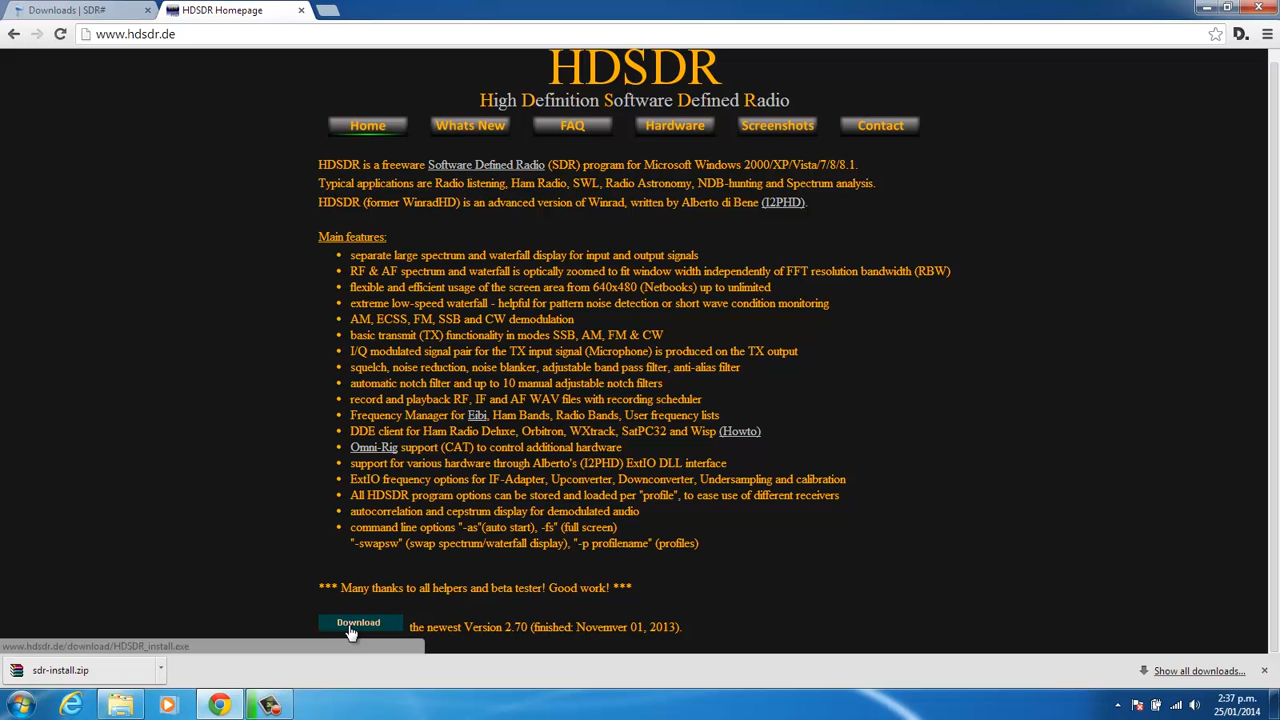 Downloads | SDR#
HDSDR Homepage
www.hdsdr.de
HDSDR
High Definition Software Defined Radio
Home
Whats New
FAQ
Hardware
Screenshots
Contact
HDSDR is a freeware Software Defined Radio (SDR) program for Microsoft Windows 2000/XP/Vista/7/8/8.1.
Typical applications are Radio listening, Ham Radio, SWL, Radio Astronomy, NDB-hunting and Spectrum analysis.
HDSDR (former WinradHD) is an advanced version of Winrad, written by Alberto di Bene (I2PHD).
Main features:
• separate large spectrum and waterfall display for input and output signals
• RF & AF spectrum and waterfall is optically zoomed to fit window width independently of FFT resolution bandwidth (RBW)
• flexible and efficient usage of the screen area from 640x480 (Netbooks) up to unlimited
• extreme low-speed waterfall - helpful for pattern noise detection or short wave condition monitoring
• AM, ECSS, FM, SSB and CW demodulation
• basic transmit (TX) functionality in modes SSB, AM, FM & CW
• I/Q modulated signal pair for the TX input signal (Microphone) is produced on the TX output
• squelch, noise reduction, noise blanker, adjustable band pass filter, anti-alias filter
• automatic notch filter and up to 10 manual adjustable notch filters
• record and playback RF, IF and AF WAV files with recording scheduler
• Frequency Manager for Eibi, Ham Bands, Radio Bands, User frequency lists
• DDE client for Ham Radio Deluxe, Orbitron, WXtrack, SatPC32 and Wisp (Howto)
• Omni-Rig support (CAT) to control additional hardware
• support for various hardware through Alberto's (I2PHD) ExtIO DLL interface
• ExtIO frequency options for IF-Adapter, Upconverter, Downconverter, Undersampling and calibration
• All HDSDR program options can be stored and loaded per "profile", to ease use of different receivers
• autocorrelation and cepstrum display for demodulated audio
• command line options "-as"(auto start), -fs" (full screen)
"-swapsw" (swap spectrum/waterfall display), "-p profilename" (profiles)
*** Many thanks to all helpers and beta tester! Good work! ***
Download the newest Version 2.70 (finished: Novemver 01, 2013).
www.hdsdr.de/download/HDSDR_install.exe
sdr-install.zip
Show all downloads...
2:37 p.m.
25/01/2014